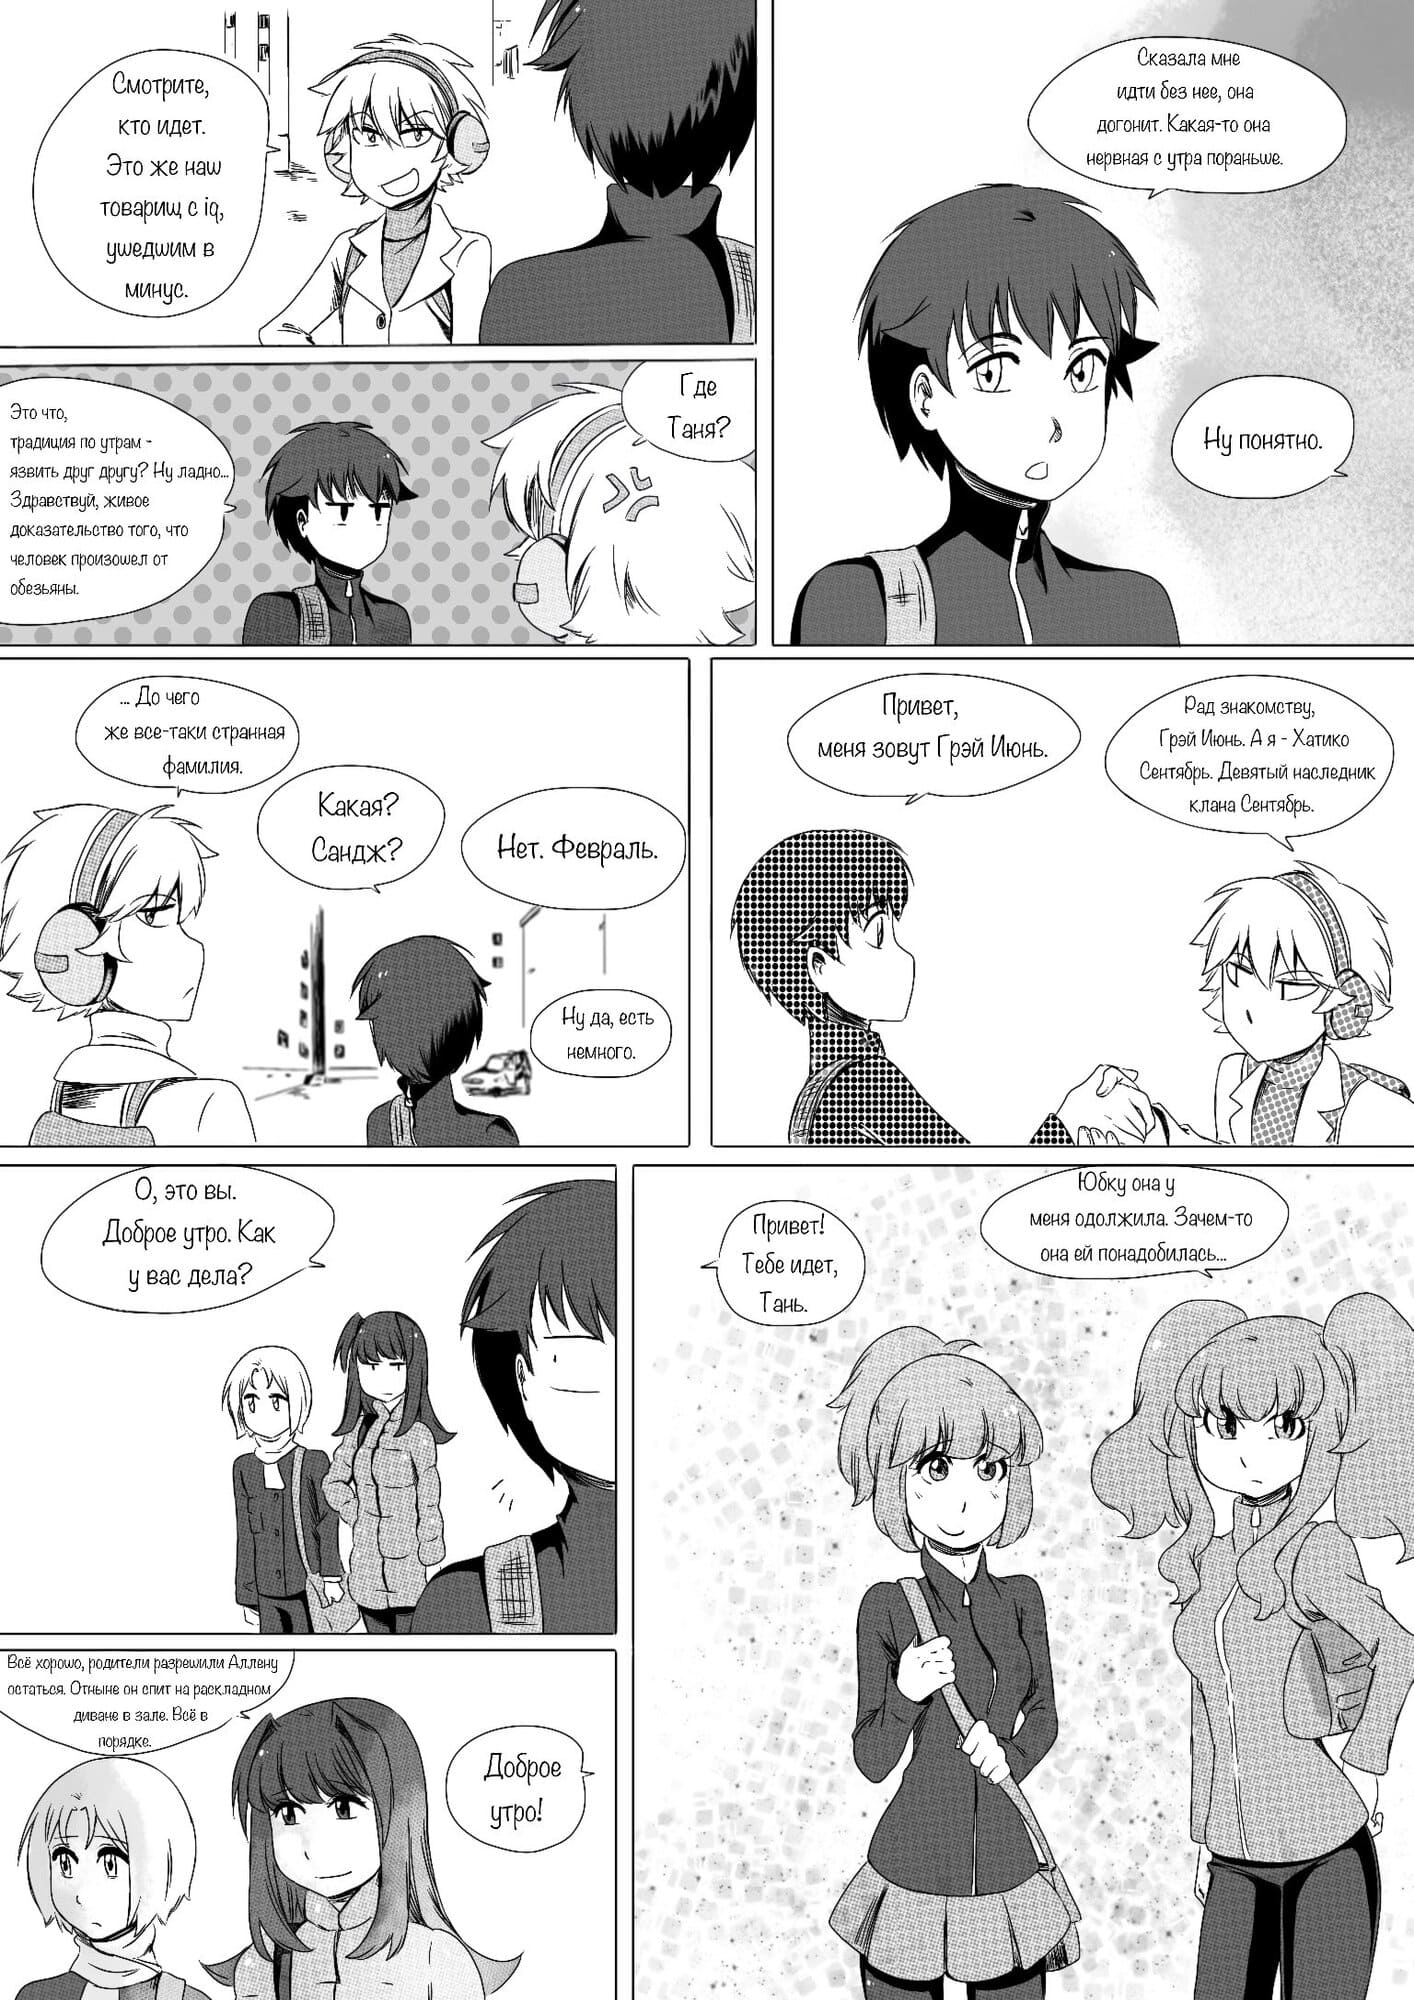 Смотрите,
кто идет.
Это же наш
товарищ с iq,
ушедшим в
минус.
Это что,
традиция по утрам -
язвить друг другу? Ну ладно...
Здравствуй, живое
доказательство того, что
человек произошел от
обезьяны.
Где
Таня?
Сказала мне
идти без нее, она
догонит. Какая-то она
нервная с утра пораньше.
Ну понятно.
... До чего
же все-таки странная
фамилия.
Какая?
Сандж?
Нет. Февраль.
Ну да, есть
немного.
Привет,
меня зовут Грэй Июнь.
Рад знакомству,
Грэй Июнь. А я - Хатико
Сентябрь. Девятый наследник
клана Сентябрь.
О, это вы.
Доброе утро. Как
у вас дела?
Всё хорошо, родители разрешили Аллену
остаться. Отныне он спит на раскладном
диване в зале. Всё в
порядке.
Доброе
утро!
Привет!
Тебе идет,
Тань.
Юбку она у
меня одолжила. Зачем-то
она ей понадобилась...